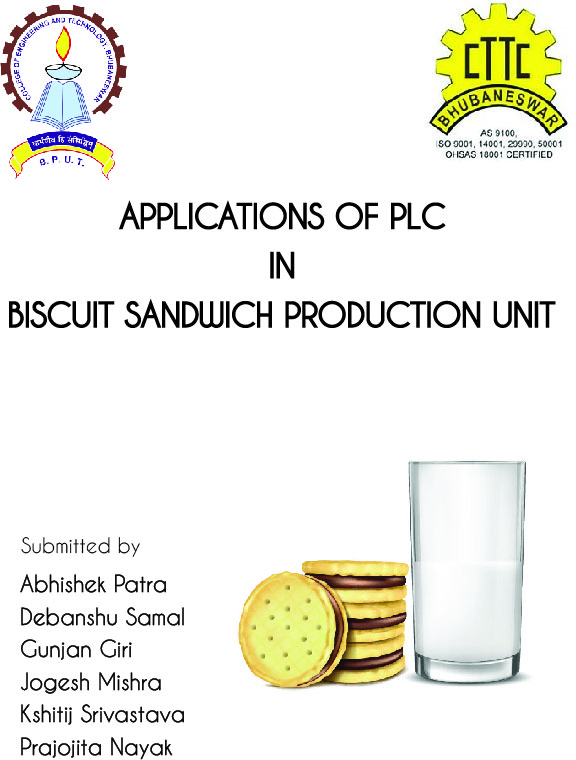 COLLEGE OF ENGINEERING AND TECHNOLOGY, BHUBANESWAR
B. P. U. T.
CTTC
BHUBANESWAR
AS 9100,
ISO 9001, 14001, 29990, 50001
OHSAS 18001 CERTIFIED
APPLICATIONS OF PLC
IN
BISCUIT SANDWICH PRODUCTION UNIT
Submitted by
Abhishek Patra
Debanshu Samal
Gunjan Giri
Jogesh Mishra
Kshitij Srivastava
Prajojita Nayak